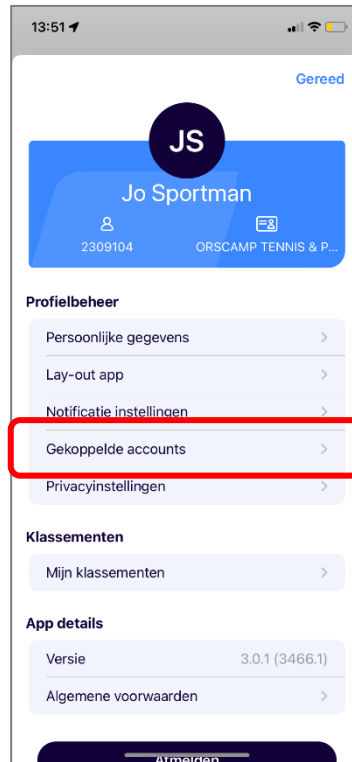 13:51
Gereed
JS
Jo Sportman
2309104 ORSCAMP TENNIS & P...
Profielbeheer
Persoonlijke gegevens
Lay-out app
Notificatie instellingen
Gekoppelde accounts
Privacyinstellingen
Klassementen
Mijn klassementen
App details
Versie 3.0.1 (3466.1)
Algemene voorwaarden
Afmelden